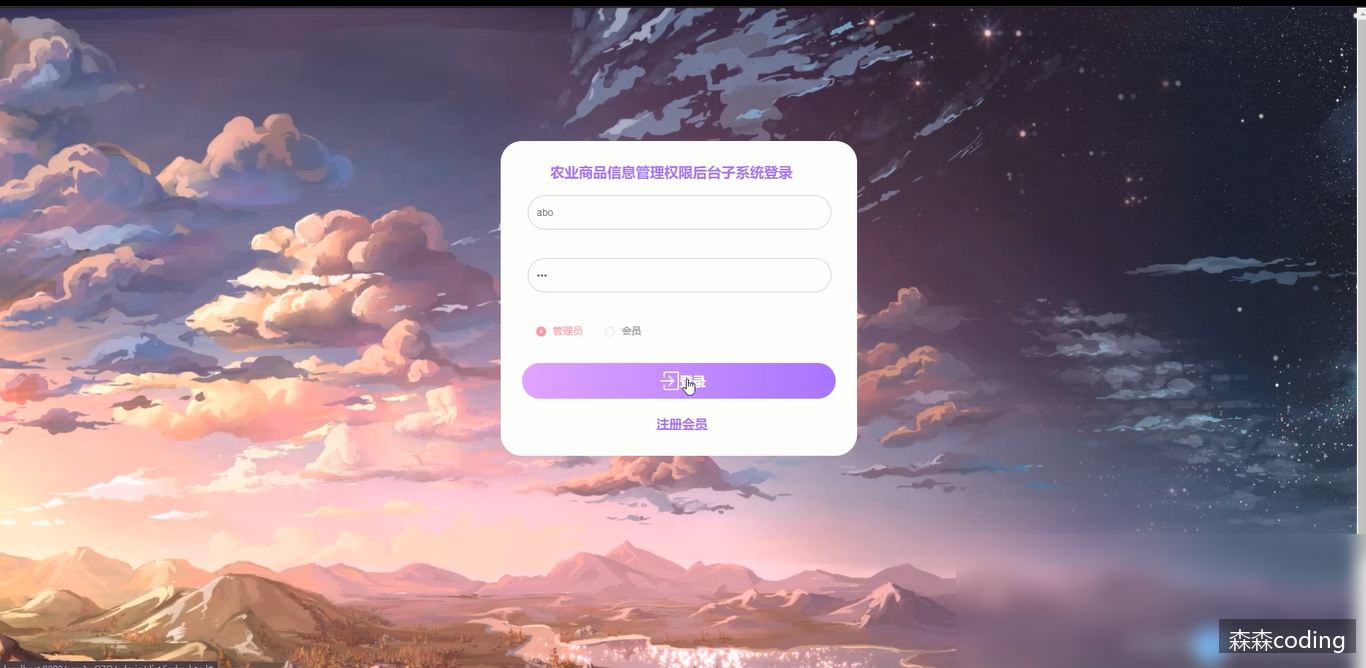 农业商品信息管理权限后台子系统登录
abo
•••
管理员 会员
登录
注册会员
森森coding